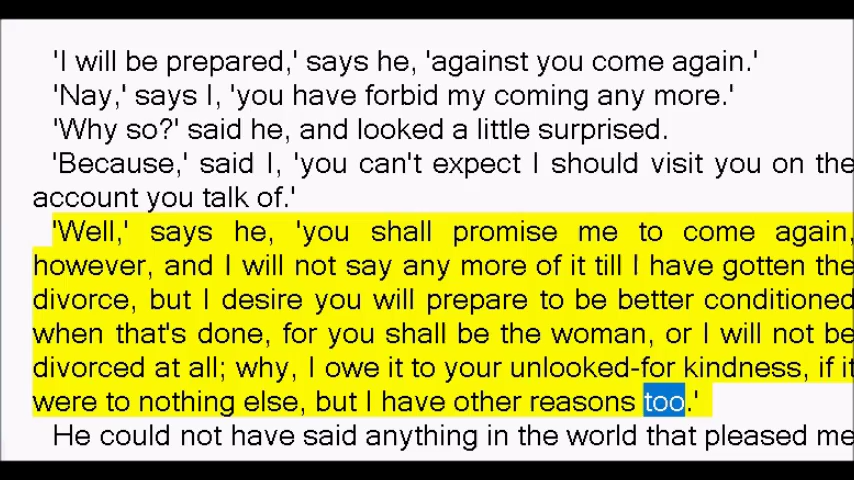 'I will be prepared,' says he, 'against you come again.'
'Nay,' says I, 'you have forbid my coming any more.'
'Why so?' said he, and looked a little surprised.
'Because,' said I, 'you can't expect I should visit you on the
account you talk of.'
'Well,' says he, 'you shall promise me to come again,
however, and I will not say any more of it till I have gotten the
divorce, but I desire you will prepare to be better conditioned
when that's done, for you shall be the woman, or I will not be
divorced at all; why, I owe it to your unlooked-for kindness, if it
were to nothing else, but I have other reasons too.'
He could not have said anything in the world that pleased me